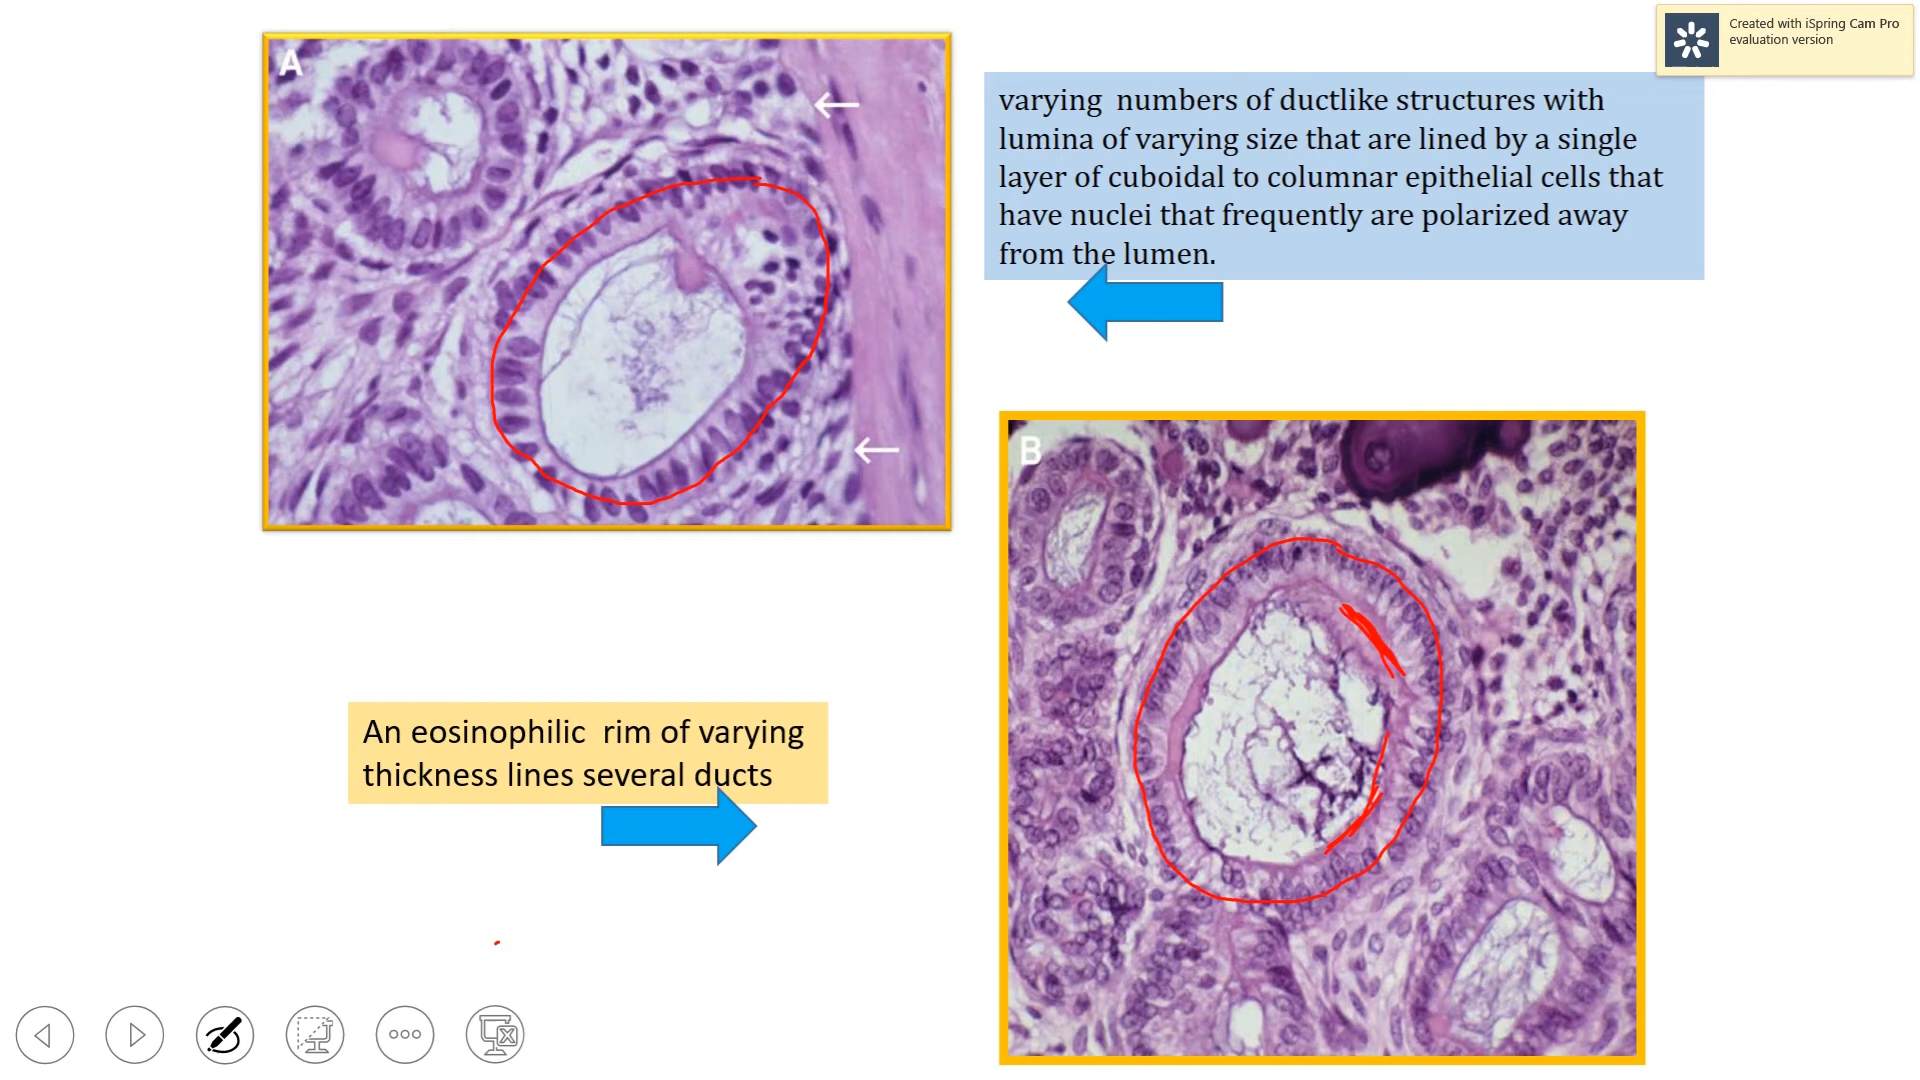 Created with iSpring Cam Pro
evaluation version
A
varying numbers of ductlike structures with
lumina of varying size that are lined by a single
layer of cuboidal to columnar epithelial cells that
have nuclei that frequently are polarized away
from the lumen.
B
An eosinophilic rim of varying
thickness lines several ducts